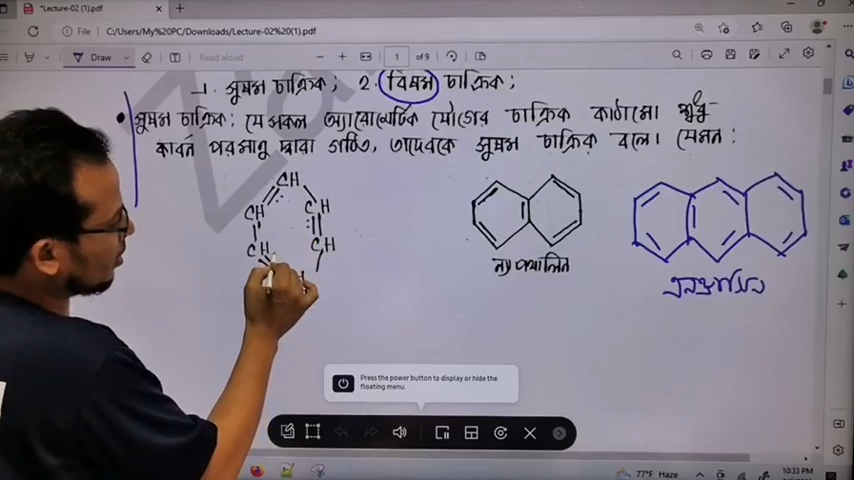 *Lecture-02 (1).pdf
File C:/Users/My%20PC/Downloads/Lecture-02%20(1).pdf
Draw Read aloud 1 of 9
১. সুষম চাক্রিক; 2. বিষম চাক্রিক;
সুষম চাক্রিক: যে সকল অ্যারোমেটিক যৌগের চাক্রিক কাঠামো শুধু
কার্বন পরমাণু দ্বারা গঠিত, তাদেরকে সুষম চাক্রিক বলে। যেমন:
CH
CH CH
CH CH
ন্যাপথালিন
এনথ্রাসিন
Press the power button to display or hide the
floating menu.
77°F Haze 10:33 PM